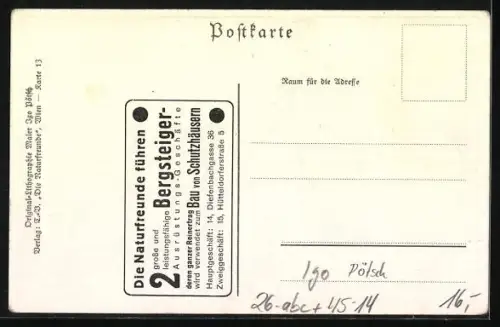 Postkarte
Raum für die Adresse
Original-Lithographie Maler Igo Pötsch
Verlag: T.-V. „Die Naturfreunde", Wien — Karte 13
Die Naturfreunde führen
2 große und
leistungsfähige Bergsteiger-
Ausrüstungs-Geschäfte
deren ganzer Reinertrag
wird verwendet zum Bau von Schutzhäusern
Hauptgeschäft: 14, Diefenbachgasse 36
Zweiggeschäft: 15, Hütteldorferstraße 5
Igo Pötsch
26-abc+45-14
16,-